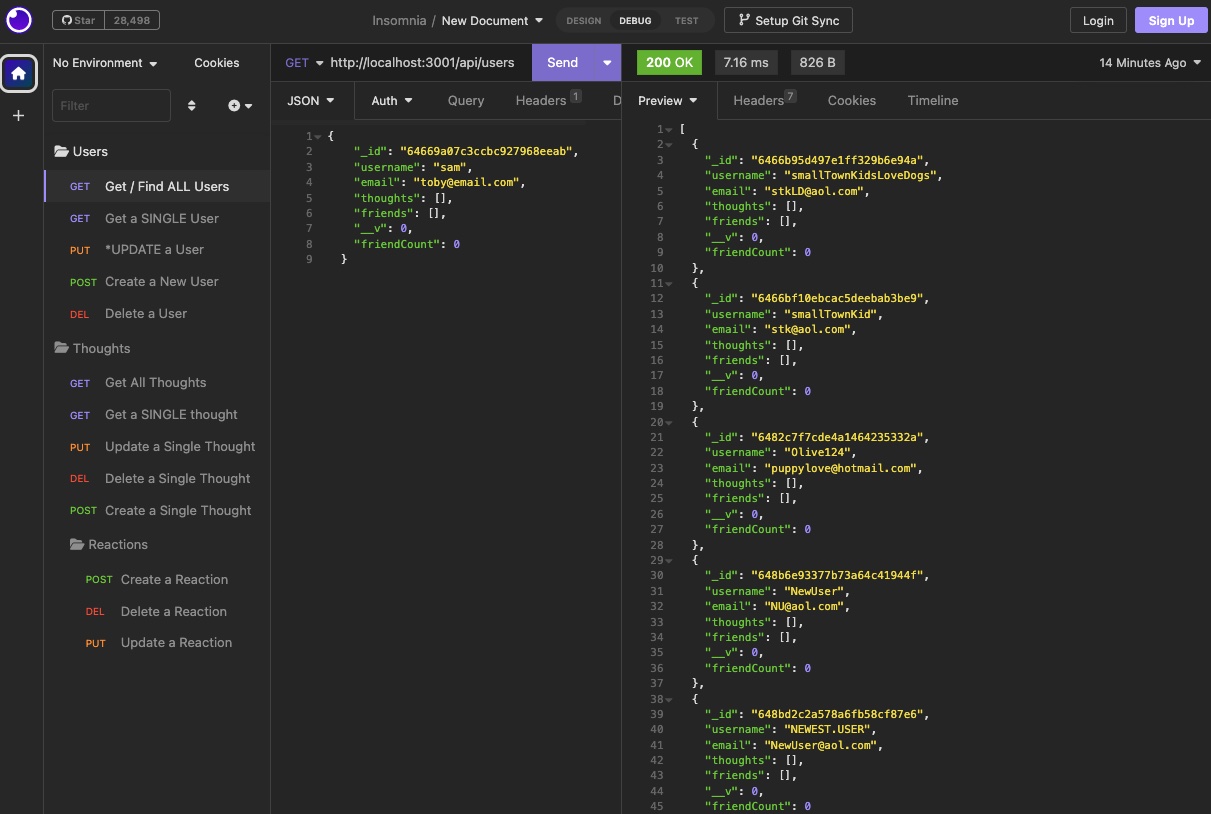 Star 28,498
Insomnia / New Document
DESIGN DEBUG TEST
Setup Git Sync
Login
Sign Up
No Environment
Cookies
Filter
Users
GET Get / Find ALL Users
GET Get a SINGLE User
PUT *UPDATE a User
POST Create a New User
DEL Delete a User
Thoughts
GET Get All Thoughts
GET Get a SINGLE thought
PUT Update a Single Thought
DEL Delete a Single Thought
POST Create a Single Thought
Reactions
POST Create a Reaction
DEL Delete a Reaction
PUT Update a Reaction
GET http://localhost:3001/api/users Send
JSON Auth Query Headers 1 D
1 {
2 "_id": "64669a07c3ccbc927968eeab",
3 "username": "sam",
4 "email": "toby@email.com",
5 "thoughts": [],
6 "friends": [],
7 "__v": 0,
8 "friendCount": 0
9 }
200 OK 7.16 ms 826 B 14 Minutes Ago
Preview Headers 7 Cookies Timeline
1 [
2 {
3 "_id": "6466b95d497e1ff329b6e94a",
4 "username": "smallTownKidsLoveDogs",
5 "email": "stkLD@aol.com",
6 "thoughts": [],
7 "friends": [],
8 "__v": 0,
9 "friendCount": 0
10 },
11 {
12 "_id": "6466bf10ebcac5deebab3be9",
13 "username": "smallTownKid",
14 "email": "stk@aol.com",
15 "thoughts": [],
16 "friends": [],
17 "__v": 0,
18 "friendCount": 0
19 },
20 {
21 "_id": "6482c7f7cde4a1464235332a",
22 "username": "Olive124",
23 "email": "puppylove@hotmail.com",
24 "thoughts": [],
25 "friends": [],
26 "__v": 0,
27 "friendCount": 0
28 },
29 {
30 "_id": "648b6e93377b73a64c41944f",
31 "username": "NewUser",
32 "email": "NU@aol.com",
33 "thoughts": [],
34 "friends": [],
35 "__v": 0,
36 "friendCount": 0
37 },
38 {
39 "_id": "648bd2c2a578a6fb58cf87e6",
40 "username": "NEWEST.USER",
41 "email": "NewUser@aol.com",
42 "thoughts": [],
43 "friends": [],
44 "__v": 0,
45 "friendCount": 0